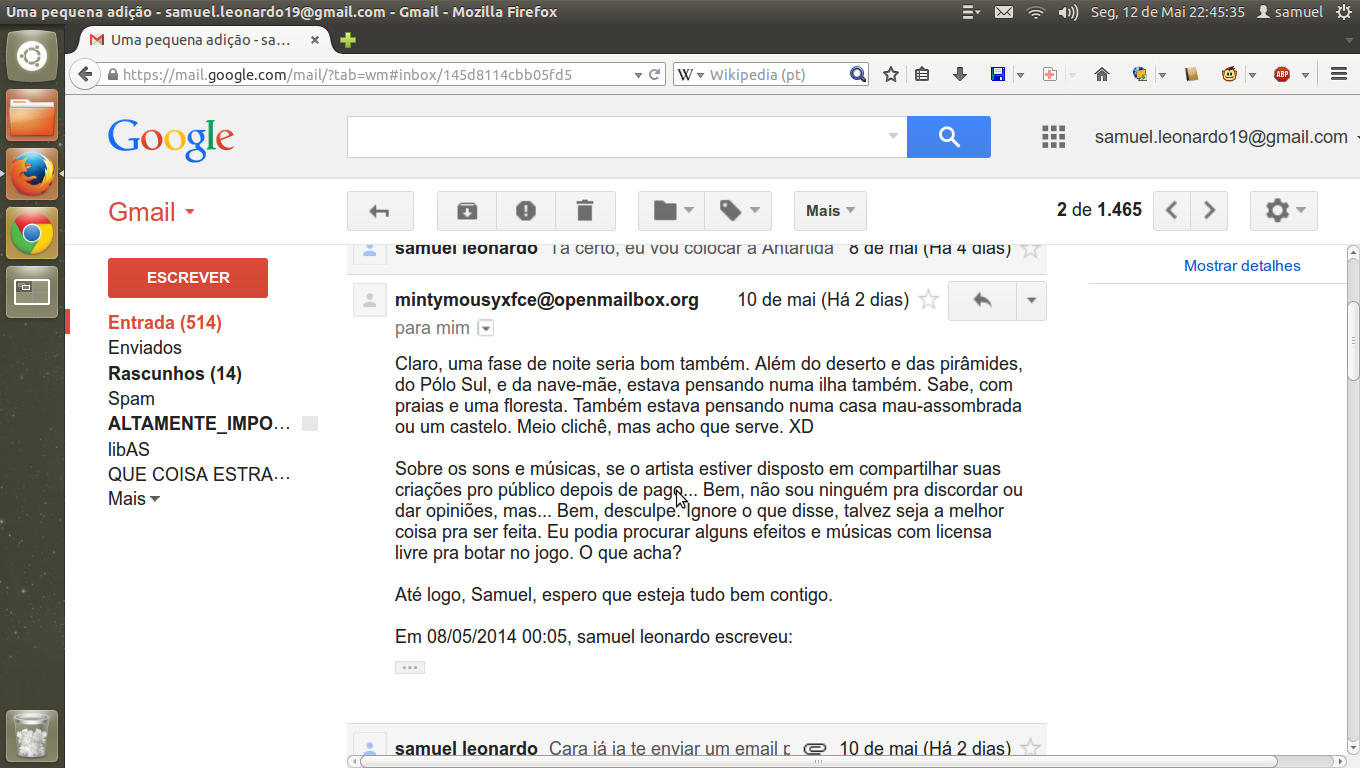 Uma pequena adição - samuel.leonardo19@gmail.com - Gmail - Mozilla Firefox
Seg, 12 de Mai 22:45:35 samuel
Uma pequena adição - sa...
https://mail.google.com/mail/?tab=wm#inbox/145d8114cbb05fd5
W Wikipedia (pt)
ABP
Google
samuel.leonardo19@gmail.com
Gmail
Mais
2 de 1.465
samuel leonardo Tá certo, eu vou colocar a Antártida 8 de mai (Há 4 dias)
Mostrar detalhes
ESCREVER
Entrada (514)
Enviados
Rascunhos (14)
Spam
ALTAMENTE_IMPO...
libAS
QUE COISA ESTRA...
Mais
mintymousyxfce@openmailbox.org 10 de mai (Há 2 dias)
para mim
Claro, uma fase de noite seria bom também. Além do deserto e das pirâmides,
do Pólo Sul, e da nave-mãe, estava pensando numa ilha também. Sabe, com
praias e uma floresta. Também estava pensando numa casa mau-assombrada
ou um castelo. Meio clichê, mas acho que serve. XD
Sobre os sons e músicas, se o artista estiver disposto em compartilhar suas
criações pro público depois de pago... Bem, não sou ninguém pra discordar ou
dar opiniões, mas... Bem, desculpe. Ignore o que disse, talvez seja a melhor
coisa pra ser feita. Eu podia procurar alguns efeitos e músicas com licensa
livre pra botar no jogo. O que acha?
Até logo, Samuel, espero que esteja tudo bem contigo.
Em 08/05/2014 00:05, samuel leonardo escreveu:
samuel leonardo Cara já ia te enviar um email p 10 de mai (Há 2 dias)